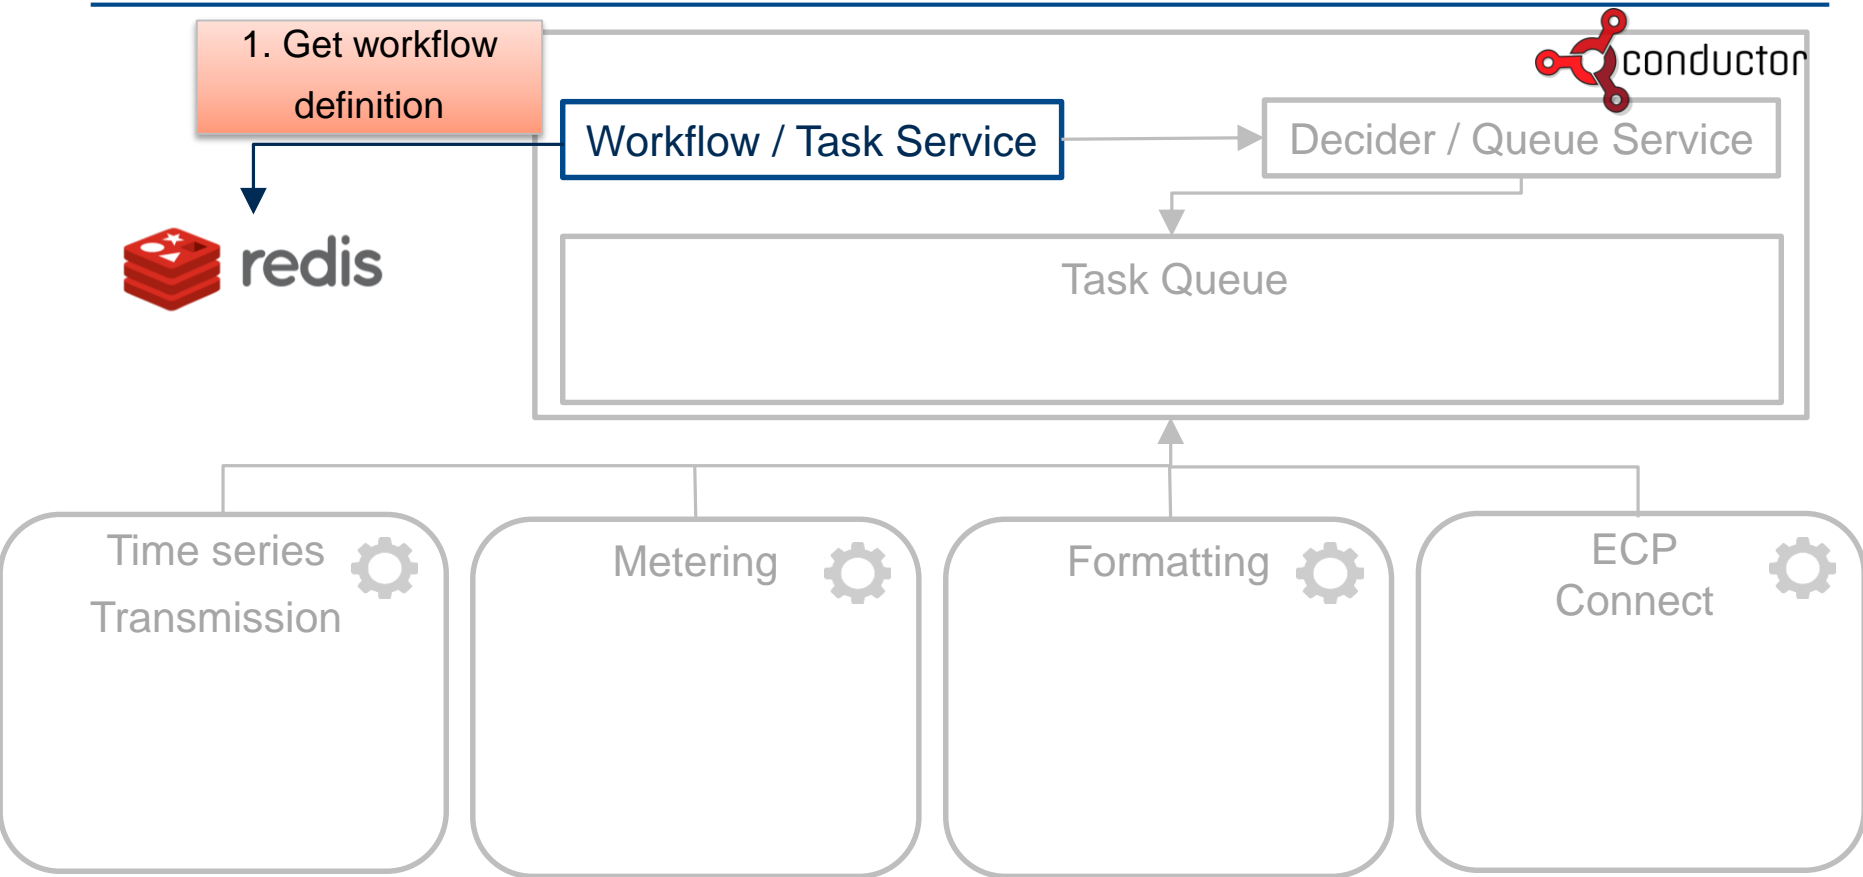 1. Get workflow
definition
conductor
Workflow / Task Service
Decider / Queue Service
redis
Task Queue
Time series
Transmission
Metering
Formatting
ECP
Connect